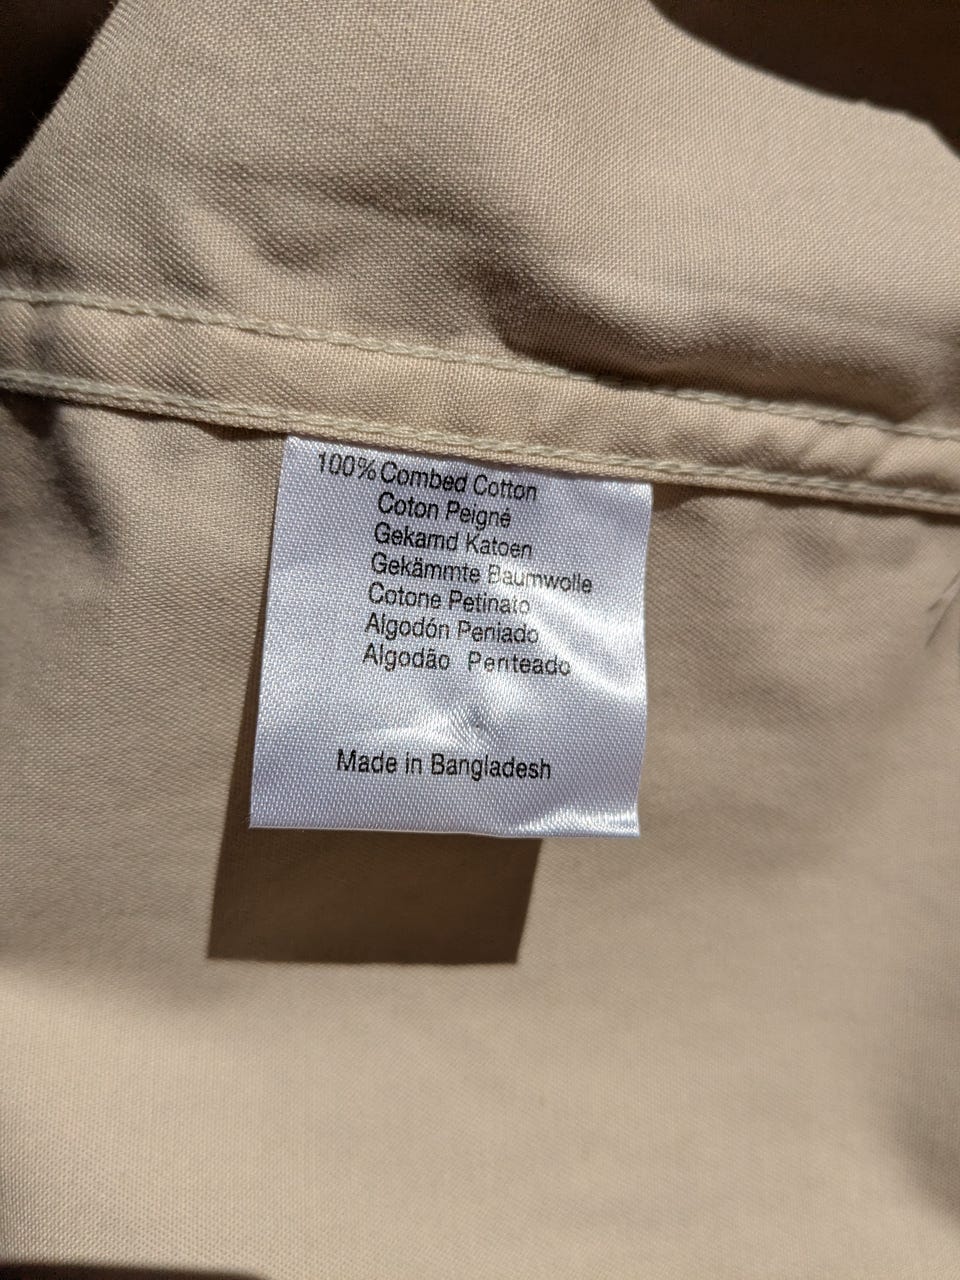 100% Combed Cotton
Coton Peigné
Gekamd Katoen
Gekämmte Baumwolle
Cotone Petinato
Algodón Peniado
Algodão Penteado
Made in Bangladesh